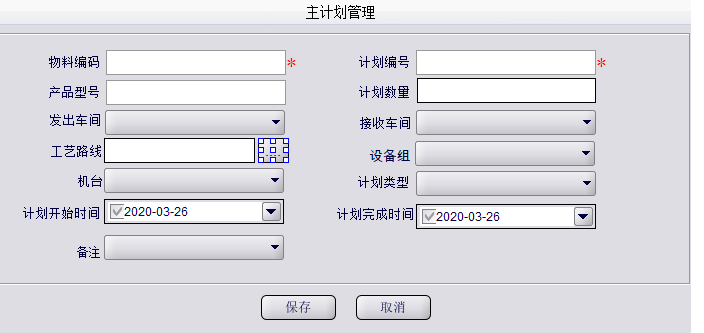 主计划管理
物料编码 * 计划编号 *
产品型号 计划数量
发出车间 接收车间
工艺路线 ... 设备组
机台 计划类型
计划开始时间 2020-03-26 计划完成时间 2020-03-26
备注
保存 取消